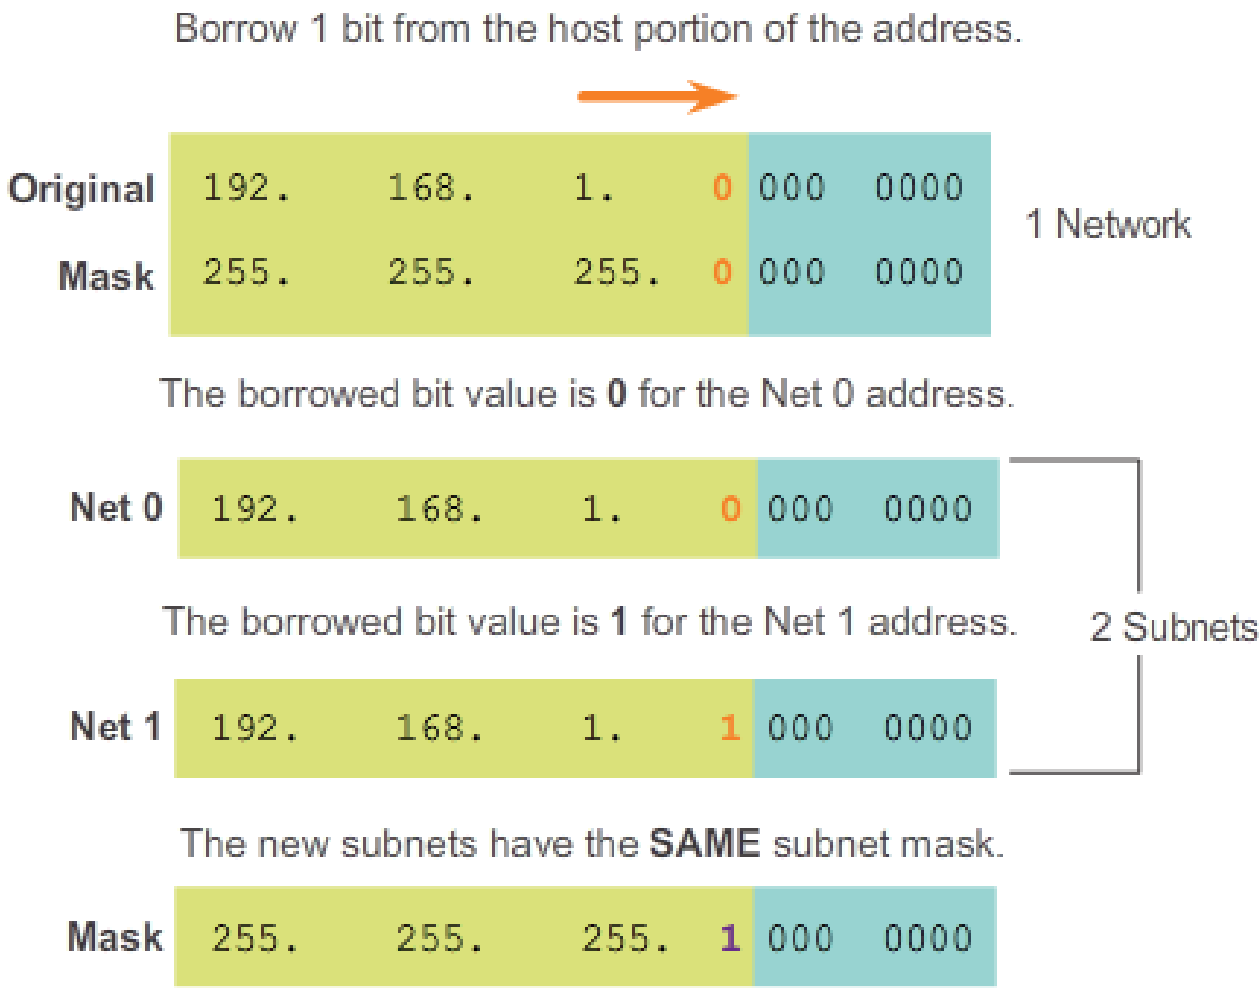 Borrow 1 bit from the host portion of the address.
Original 192. 168. 1. 0 000 0000
1 Network
Mask 255. 255. 255. 0 000 0000
The borrowed bit value is 0 for the Net 0 address.
Net 0 192. 168. 1. 0 000 0000
The borrowed bit value is 1 for the Net 1 address.
2 Subnets
Net 1 192. 168. 1. 1 000 0000
The new subnets have the SAME subnet mask.
Mask 255. 255. 255. 1 000 0000